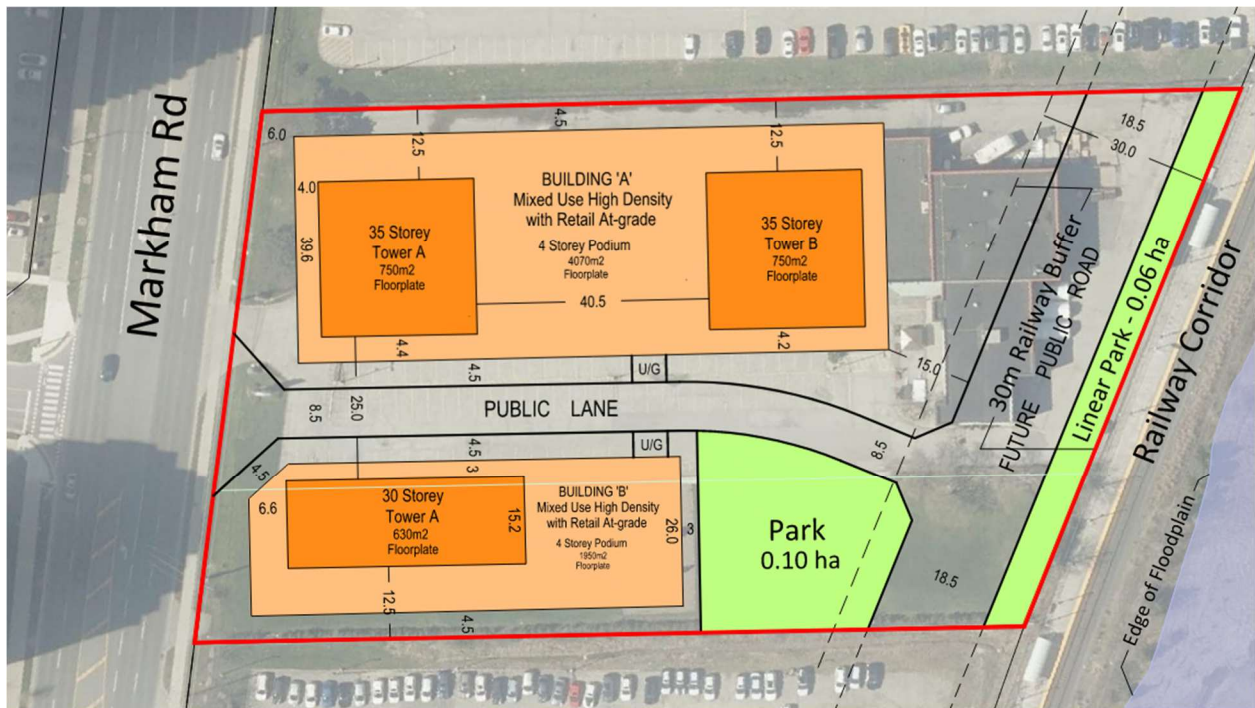 Markham Rd
6.0
12.5
4.5
12.5
18.5
30.0
4.0
39.6
35 Storey
Tower A
750m2
Floorplate
BUILDING 'A'
Mixed Use High Density
with Retail At-grade
4 Storey Podium
4070m2
Floorplate
40.5
35 Storey
Tower B
750m2
Floorplate
4.4
4.5
4.2
15.0
U/G
30m Railway Buffer
FUTURE PUBLIC ROAD
Linear Park - 0.06 ha
Railway Corridor
8.5
25.0
PUBLIC LANE
8.5
U/G
4.5
4.5
3
6.6
30 Storey
Tower A
630m2
Floorplate
15.2
BUILDING 'B'
Mixed Use High Density
with Retail At-grade
4 Storey Podium
1950m2
Floorplate
26.0
3
Park
0.10 ha
18.5
12.5
4.5
Edge of Floodplain